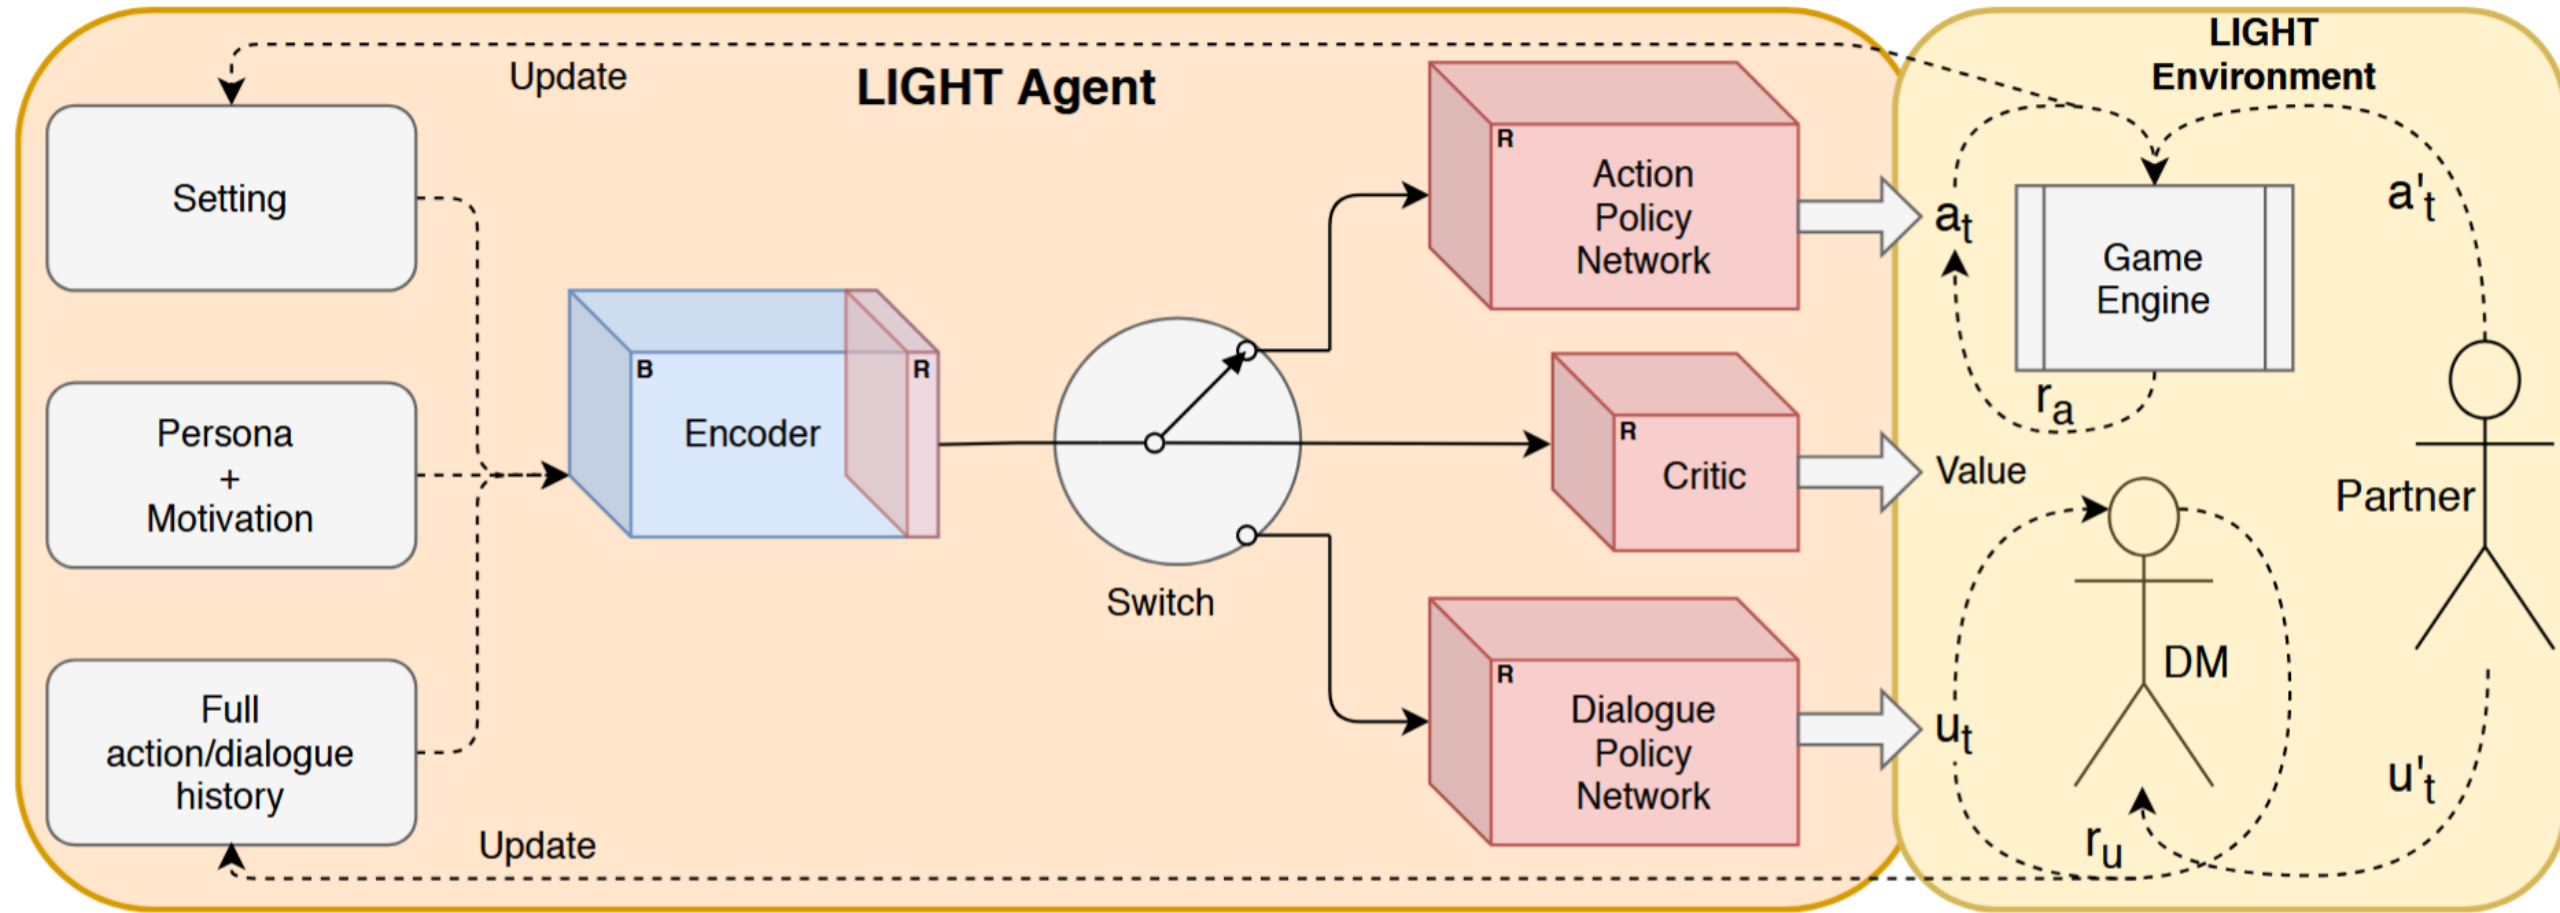 LIGHT Agent
Update
Setting
Persona
+
Motivation
Full
action/dialogue
history
Update
B
R
Encoder
Switch
R
Action
Policy
Network
R
Critic
R
Dialogue
Policy
Network
LIGHT
Environment
at
a't
Game
Engine
ra
Value
Partner
DM
ut
u't
ru